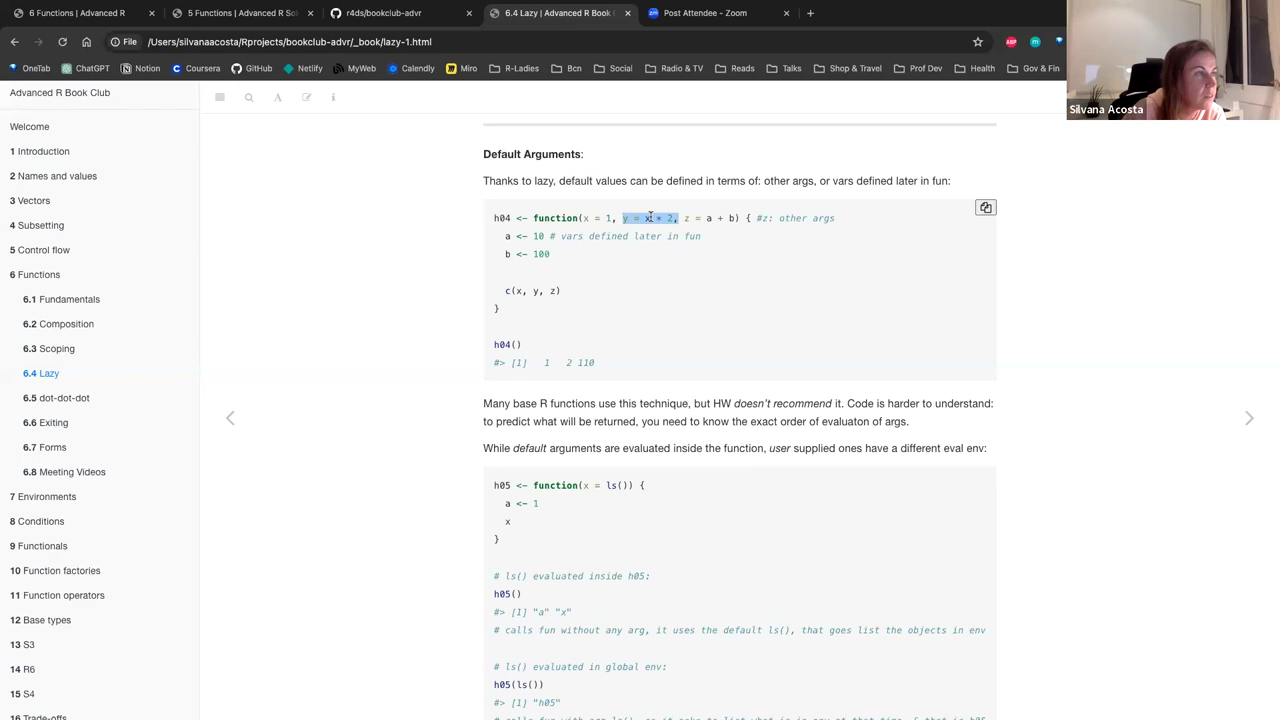 6 Functions | Advanced R
5 Functions | Advanced R Sol
r4ds/bookclub-advr
6.4 Lazy | Advanced R Book C
Post Attendee - Zoom
File /Users/silvanaacosta/Rprojects/bookclub-advr/_book/lazy-1.html
OneTab
ChatGPT
Notion
Coursera
GitHub
Netlify
MyWeb
Calendly
Miro
R-Ladies
Bcn
Social
Radio & TV
Reads
Talks
Shop & Travel
Prof Dev
Health
Gov & Fin
Silvana Acosta
Advanced R Book Club
Welcome
1 Introduction
2 Names and values
3 Vectors
4 Subsetting
5 Control flow
6 Functions
6.1 Fundamentals
6.2 Composition
6.3 Scoping
6.4 Lazy
6.5 dot-dot-dot
6.6 Exiting
6.7 Forms
6.8 Meeting Videos
7 Environments
8 Conditions
9 Functionals
10 Function factories
11 Function operators
12 Base types
13 S3
14 R6
15 S4
16 Trade-offs
Default Arguments:
Thanks to lazy, default values can be defined in terms of: other args, or vars defined later in fun:
h04 <- function(x = 1, y = x * 2, z = a + b) { #z: other args
a <- 10 # vars defined later in fun
b <- 100
c(x, y, z)
}
h04()
#> [1]   1   2 110
Many base R functions use this technique, but HW doesn't recommend it. Code is harder to understand:
to predict what will be returned, you need to know the exact order of evaluaton of args.
While default arguments are evaluated inside the function, user supplied ones have a different eval env:
h05 <- function(x = ls()) {
a <- 1
x
}
# ls() evaluated inside h05:
h05()
#> [1] "a" "x"
# calls fun without any arg, it uses the default ls(), that goes list the objects in env
# ls() evaluated in global env:
h05(ls())
#> [1] "h05"